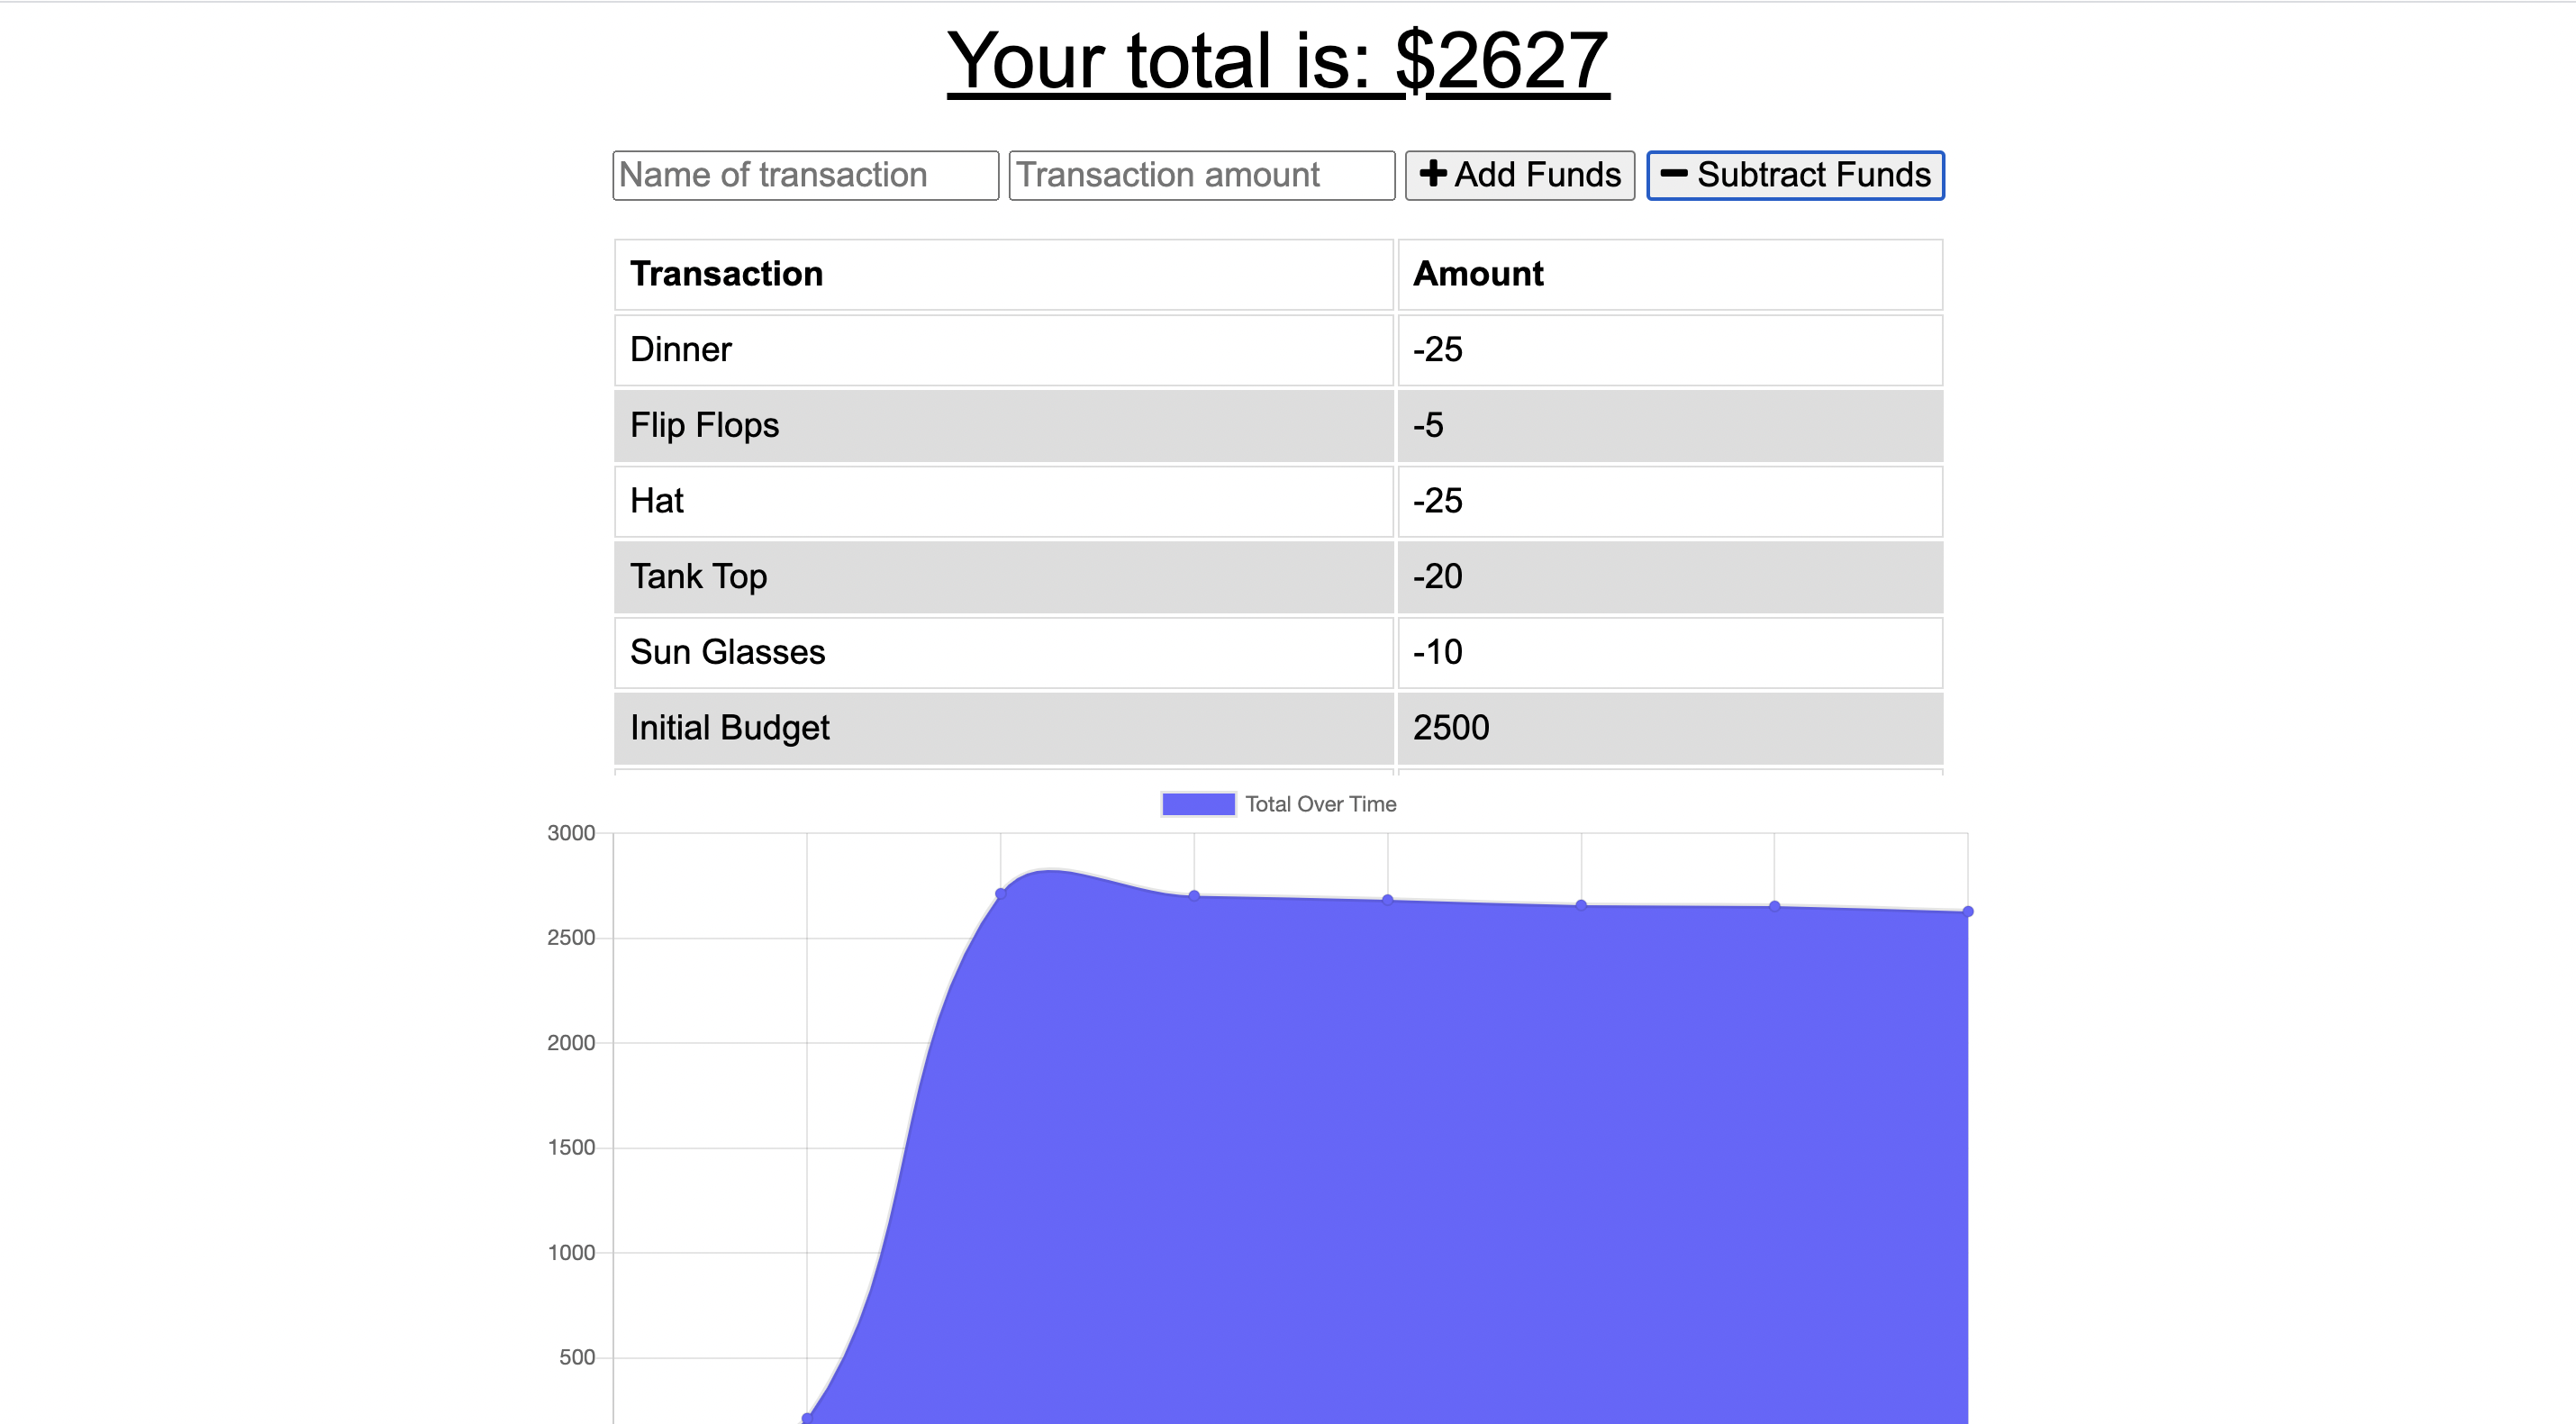 Your total is: $2627
Name of transaction Transaction amount Add Funds Subtract Funds
Transaction Amount
Dinner -25
Flip Flops -5
Hat -25
Tank Top -20
Sun Glasses -10
Initial Budget 2500
Total Over Time
3000
2500
2000
1500
1000
500